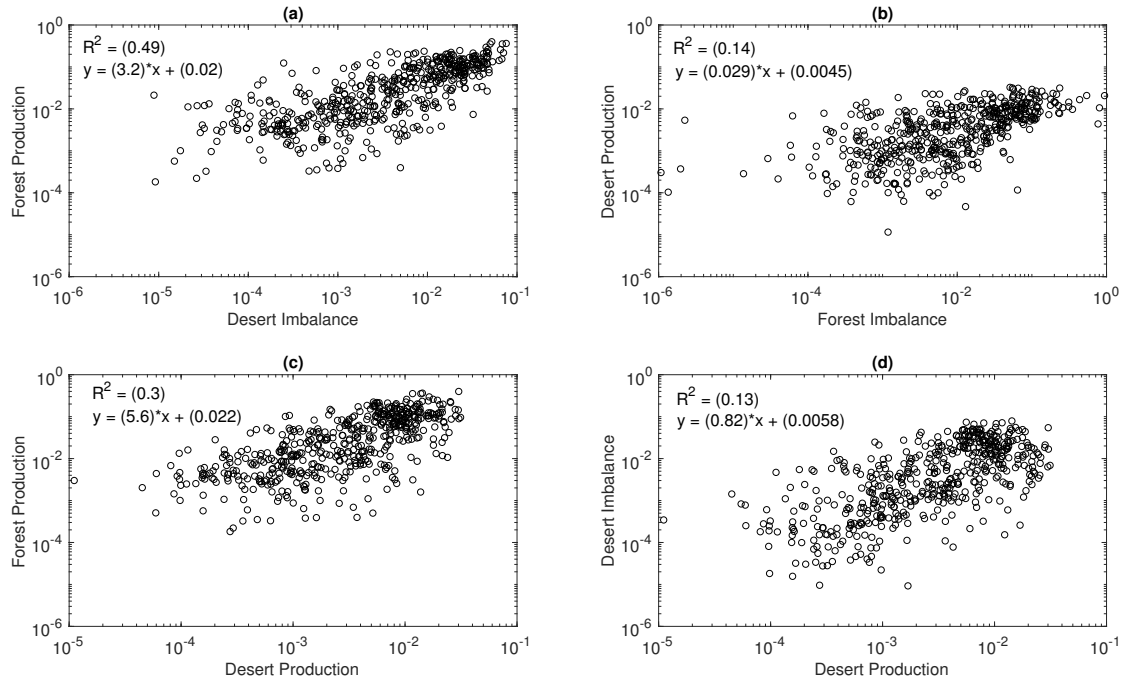 (a)
R² = (0.49)
y = (3.2)*x + (0.02)
10⁰
10⁻²
10⁻⁴
10⁻⁶
Forest Production
10⁻⁶ 10⁻⁵ 10⁻⁴ 10⁻³ 10⁻² 10⁻¹
Desert Imbalance
(b)
R² = (0.14)
y = (0.029)*x + (0.0045)
10⁰
10⁻²
10⁻⁴
10⁻⁶
Desert Production
10⁻⁶ 10⁻⁴ 10⁻² 10⁰
Forest Imbalance
(c)
R² = (0.3)
y = (5.6)*x + (0.022)
10⁰
10⁻²
10⁻⁴
10⁻⁶
Forest Production
10⁻⁵ 10⁻⁴ 10⁻³ 10⁻² 10⁻¹
Desert Production
(d)
R² = (0.13)
y = (0.82)*x + (0.0058)
10⁰
10⁻²
10⁻⁴
10⁻⁶
Desert Imbalance
10⁻⁵ 10⁻⁴ 10⁻³ 10⁻² 10⁻¹
Desert Production